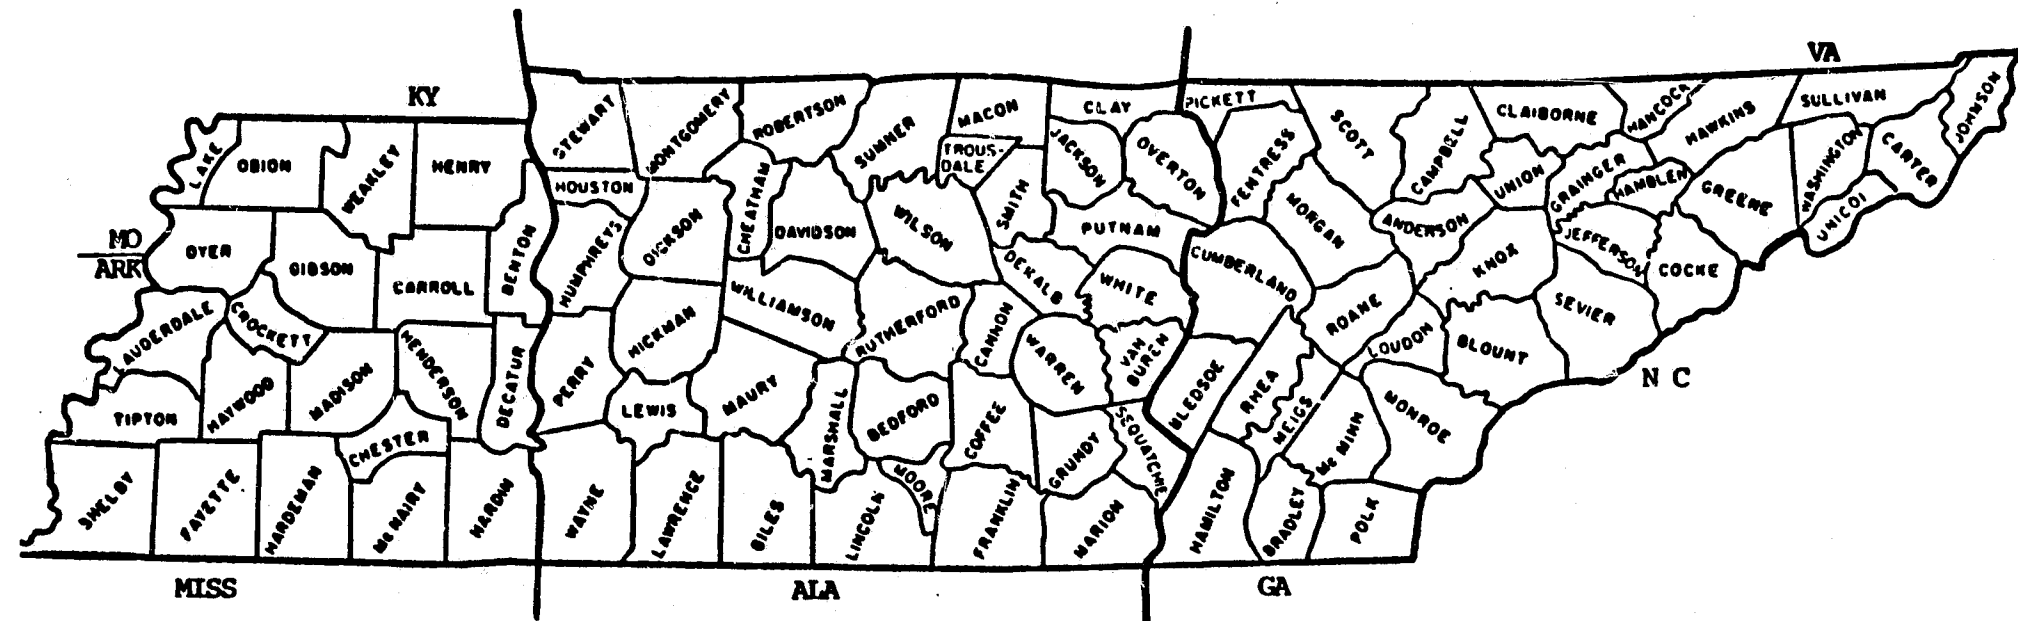 VA
KY
STEWART
MONTGOMERY
ROBERTSON
SUMNER
MACON
CLAY
PICKETT
SCOTT
CAMPBELL
CLAIBORNE
HANCOCK
HAWKINS
SULLIVAN
JOHNSON
LAKE
OBION
WEAKLEY
HENRY
HOUSTON
CHEATHAM
TROUS-
DALE
JACKSON
OVERTON
FENTRESS
UNION
GRAINGER
HAMBLEN
GREENE
WASHINGTON
CARTER
UNICOI
MO
ARK
DYER
GIBSON
CARROLL
BENTON
HUMPHREYS
DICKSON
DAVIDSON
WILSON
SMITH
PUTNAM
MORGAN
ANDERSON
KNOX
JEFFERSON
COCKE
LAUDERDALE
CROCKETT
HICKMAN
WILLIAMSON
RUTHERFORD
CANNON
DEKALB
WHITE
CUMBERLAND
ROANE
LOUDON
BLOUNT
SEVIER
TIPTON
HAYWOOD
MADISON
HENDERSON
DECATUR
PERRY
LEWIS
MAURY
MARSHALL
BEDFORD
COFFEE
WARREN
VAN
BUREN
BLEDSOE
RHEA
MEIGS
McMINN
MONROE
N C
SHELBY
FAYETTE
HARDEMAN
CHESTER
McNAIRY
HARDIN
WAYNE
LAWRENCE
GILES
LINCOLN
MOORE
FRANKLIN
GRUNDY
SEQUATCHIE
MARION
HAMILTON
BRADLEY
POLK
MISS
ALA
GA